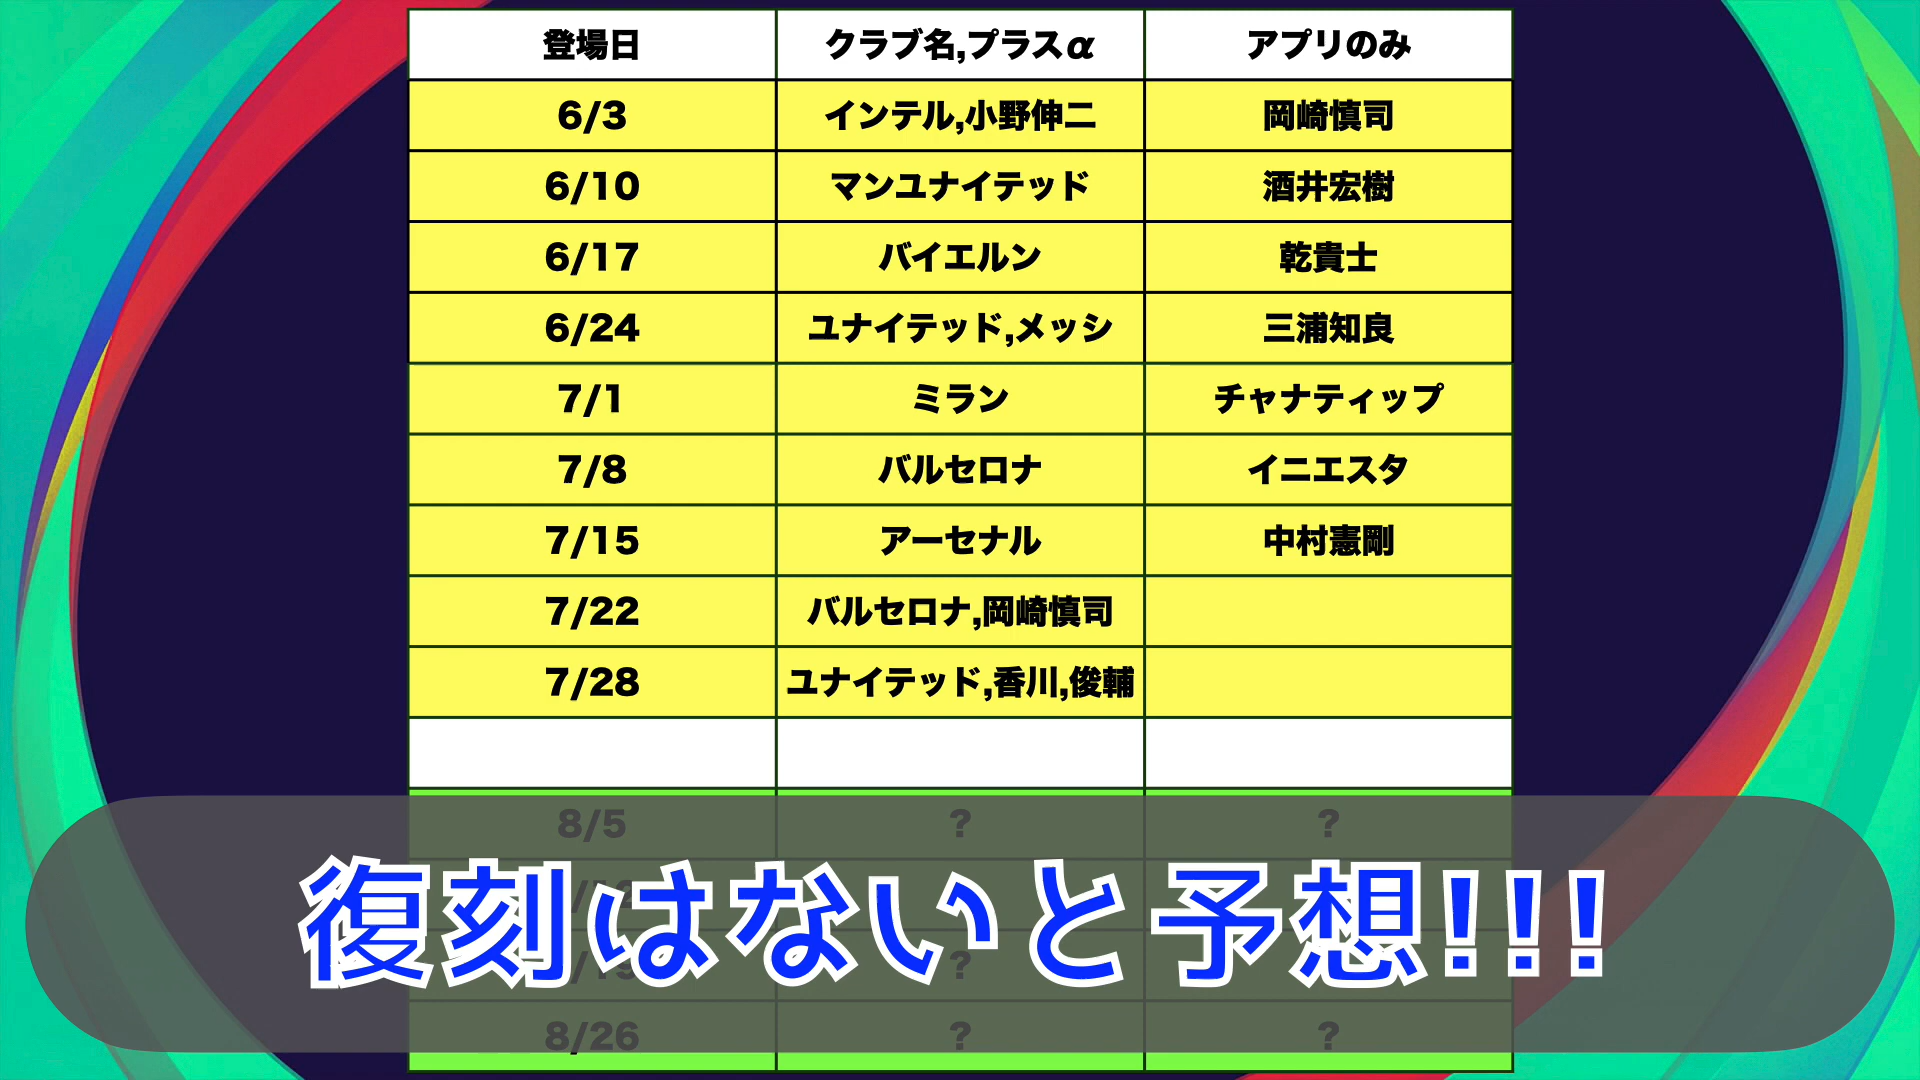 登場日 クラブ名,プラスα アプリのみ
6/3 インテル,小野伸二 岡崎慎司
6/10 マンユナイテッド 酒井宏樹
6/17 バイエルン 乾貴士
6/24 ユナイテッド,メッシ 三浦知良
7/1 ミラン チャナティップ
7/8 バルセロナ イニエスタ
7/15 アーセナル 中村憲剛
7/22 バルセロナ,岡崎慎司
7/28 ユナイテッド,香川,俊輔
8/5 ? ?
復刻はないと予想!!!
?
8/26 ? ?